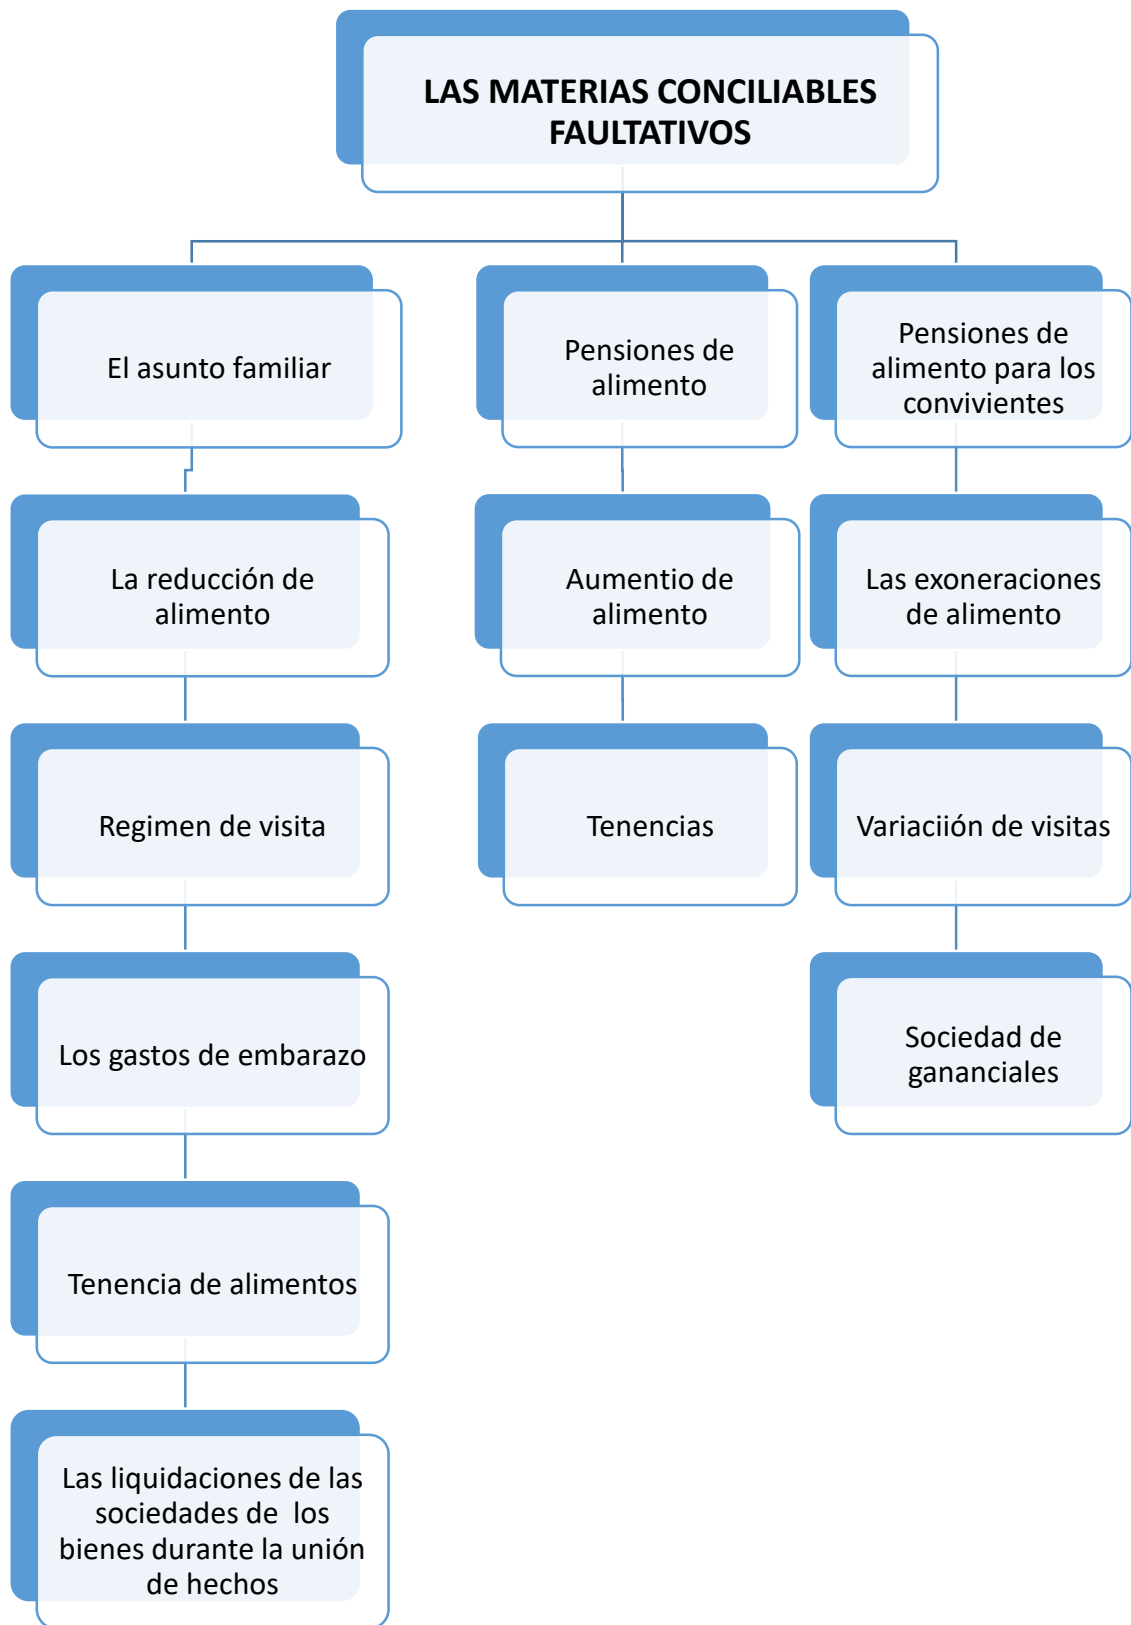 LAS MATERIAS CONCILIABLES
FAULTATIVOS
El asunto familiar
Pensiones de
alimento
Pensiones de
alimento para los
convivientes
La reducción de
alimento
Aumentio de
alimento
Las exoneraciones
de alimento
Regimen de visita
Tenencias
Variaciión de visitas
Los gastos de embarazo
Sociedad de
gananciales
Tenencia de alimentos
Las liquidaciones de las
sociedades de los
bienes durante la unión
de hechos